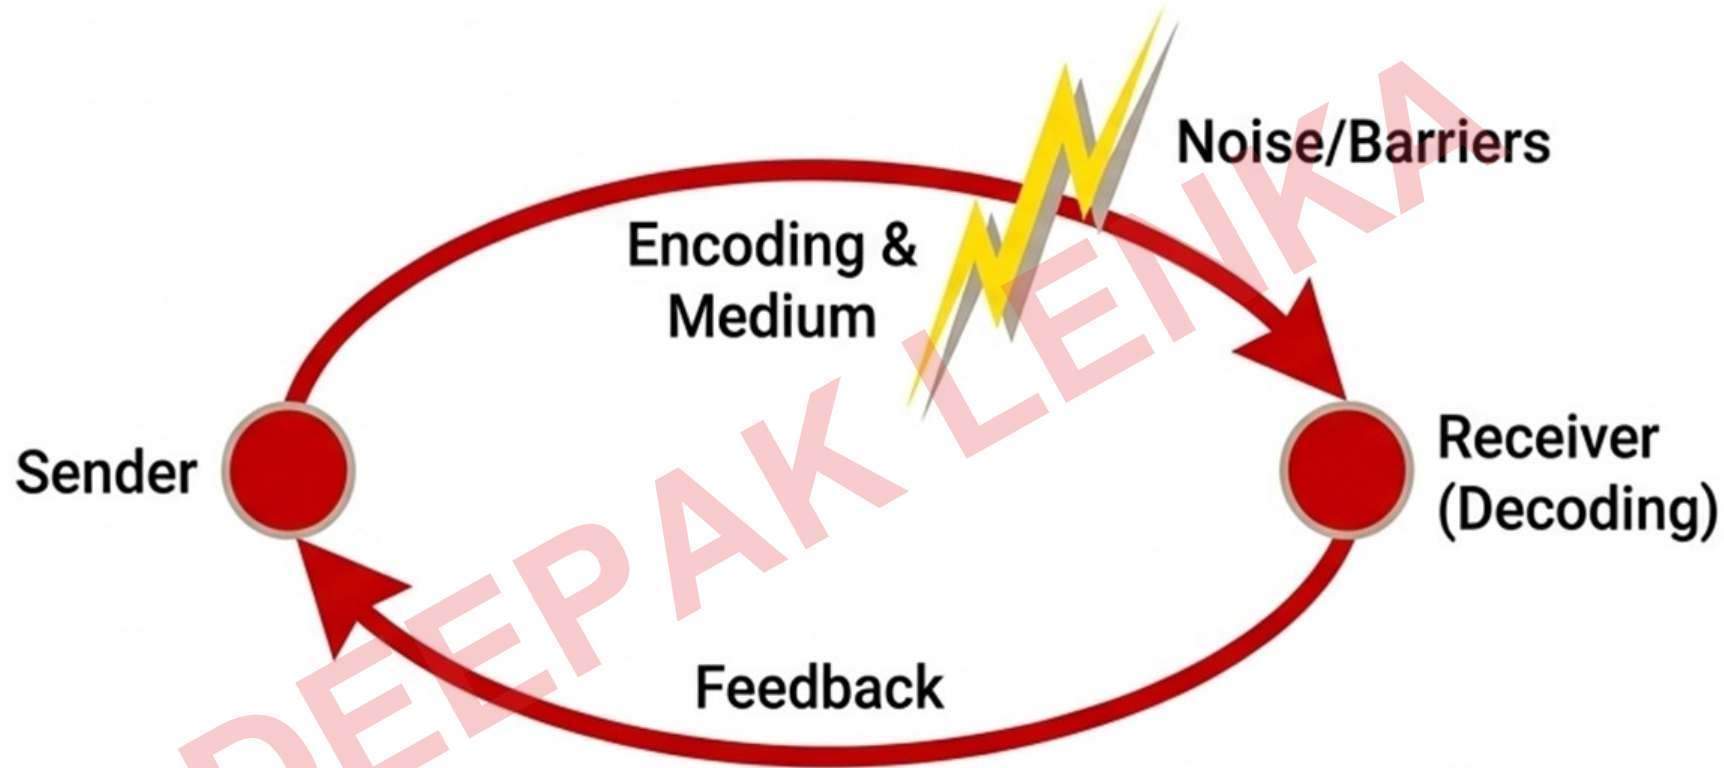 Noise/Barriers
Encoding &
Medium
Sender
Receiver
(Decoding)
Feedback
DEEPAK LENKA